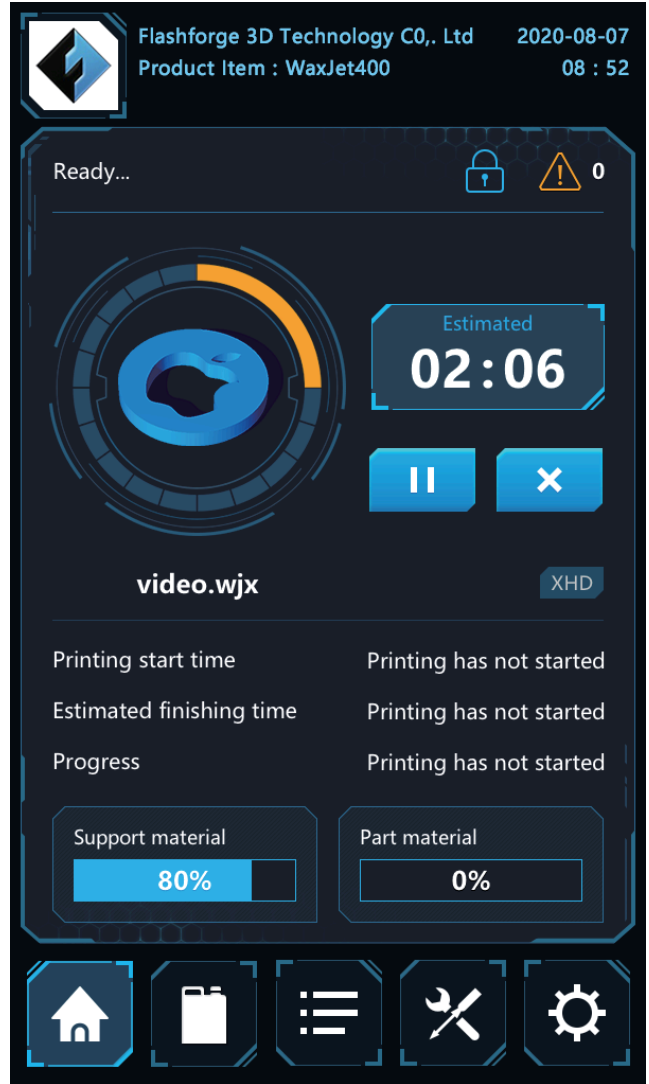 Flashforge 3D Technology C0,. Ltd 2020-08-07
Product Item : WaxJet400 08 : 52
Ready... 0
Estimated
02:06
video.wjx XHD
Printing start time Printing has not started
Estimated finishing time Printing has not started
Progress Printing has not started
Support material Part material
80% 0%